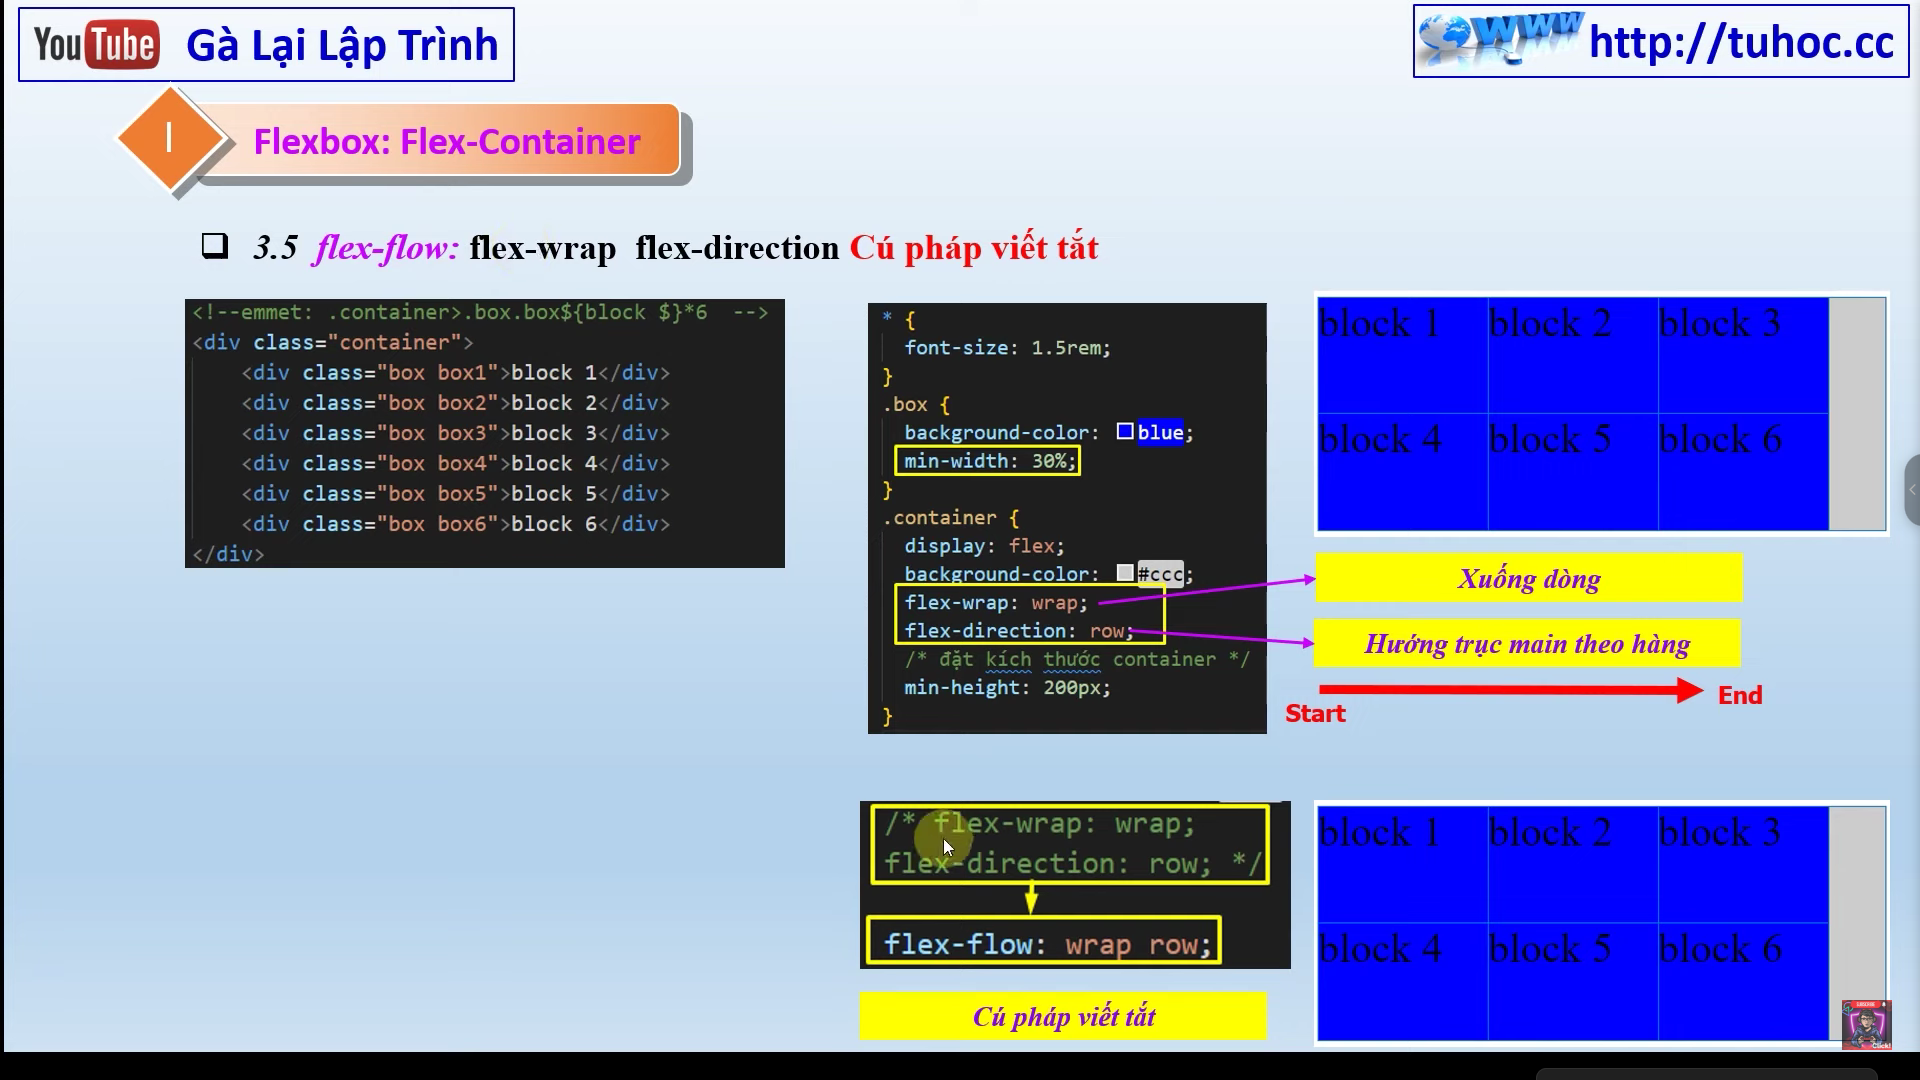 YouTube Gà Lại Lập Trình
WWW http://tuhoc.cc
I Flexbox: Flex-Container
3.5 flex-flow: flex-wrap flex-direction Cú pháp viết tắt
<!--emmet: .container>.box.box${block $}*6 -->
<div class="container">
<div class="box box1">block 1</div>
<div class="box box2">block 2</div>
<div class="box box3">block 3</div>
<div class="box box4">block 4</div>
<div class="box box5">block 5</div>
<div class="box box6">block 6</div>
</div>
* {
font-size: 1.5rem;
}
.box {
background-color: blue;
min-width: 30%;
}
.container {
display: flex;
background-color: #ccc;
flex-wrap: wrap;
flex-direction: row;
/* đặt kích thước container */
min-height: 200px;
}
block 1 block 2 block 3
block 4 block 5 block 6
Xuống dòng
Hướng trục main theo hàng
Start End
/* flex-wrap: wrap;
flex-direction: row; */
flex-flow: wrap row;
Cú pháp viết tắt
block 1 block 2 block 3
block 4 block 5 block 6